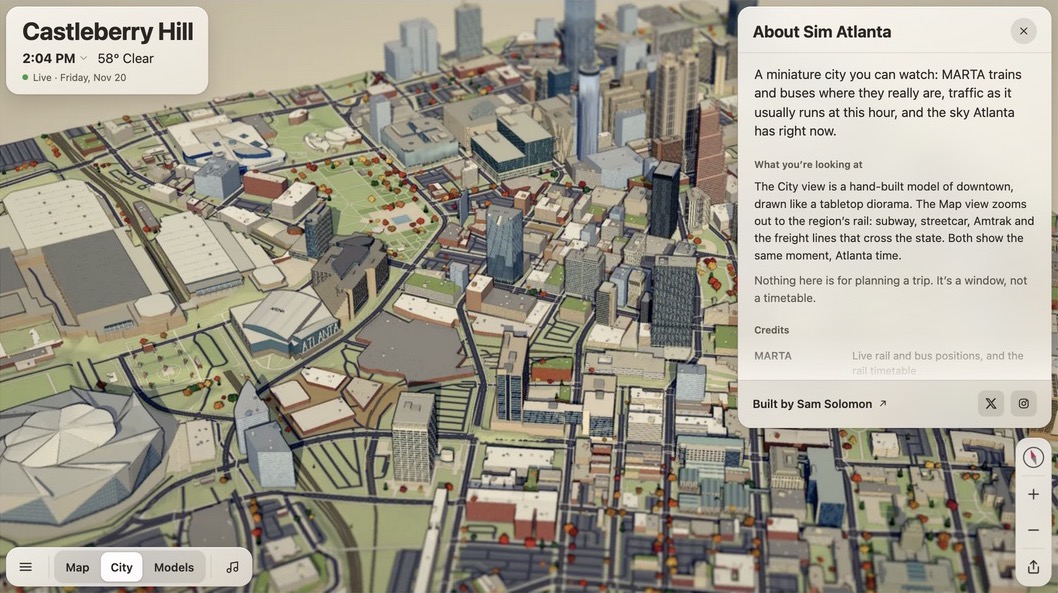 Castleberry Hill
2:04 PM 58° Clear
Live · Friday, Nov 20
About Sim Atlanta
A miniature city you can watch: MARTA trains
and buses where they really are, traffic as it
usually runs at this hour, and the sky Atlanta
has right now.
What you’re looking at
The City view is a hand-built model of downtown,
drawn like a tabletop diorama. The Map view zooms
out to the region’s rail: subway, streetcar, Amtrak and
the freight lines that cross the state. Both show the
same moment, Atlanta time.
Nothing here is for planning a trip. It’s a window, not
a timetable.
Credits
MARTA Live rail and bus positions, and the
rail timetable
Built by Sam Solomon ↗
ARENA
ATLANTA
Map City Models